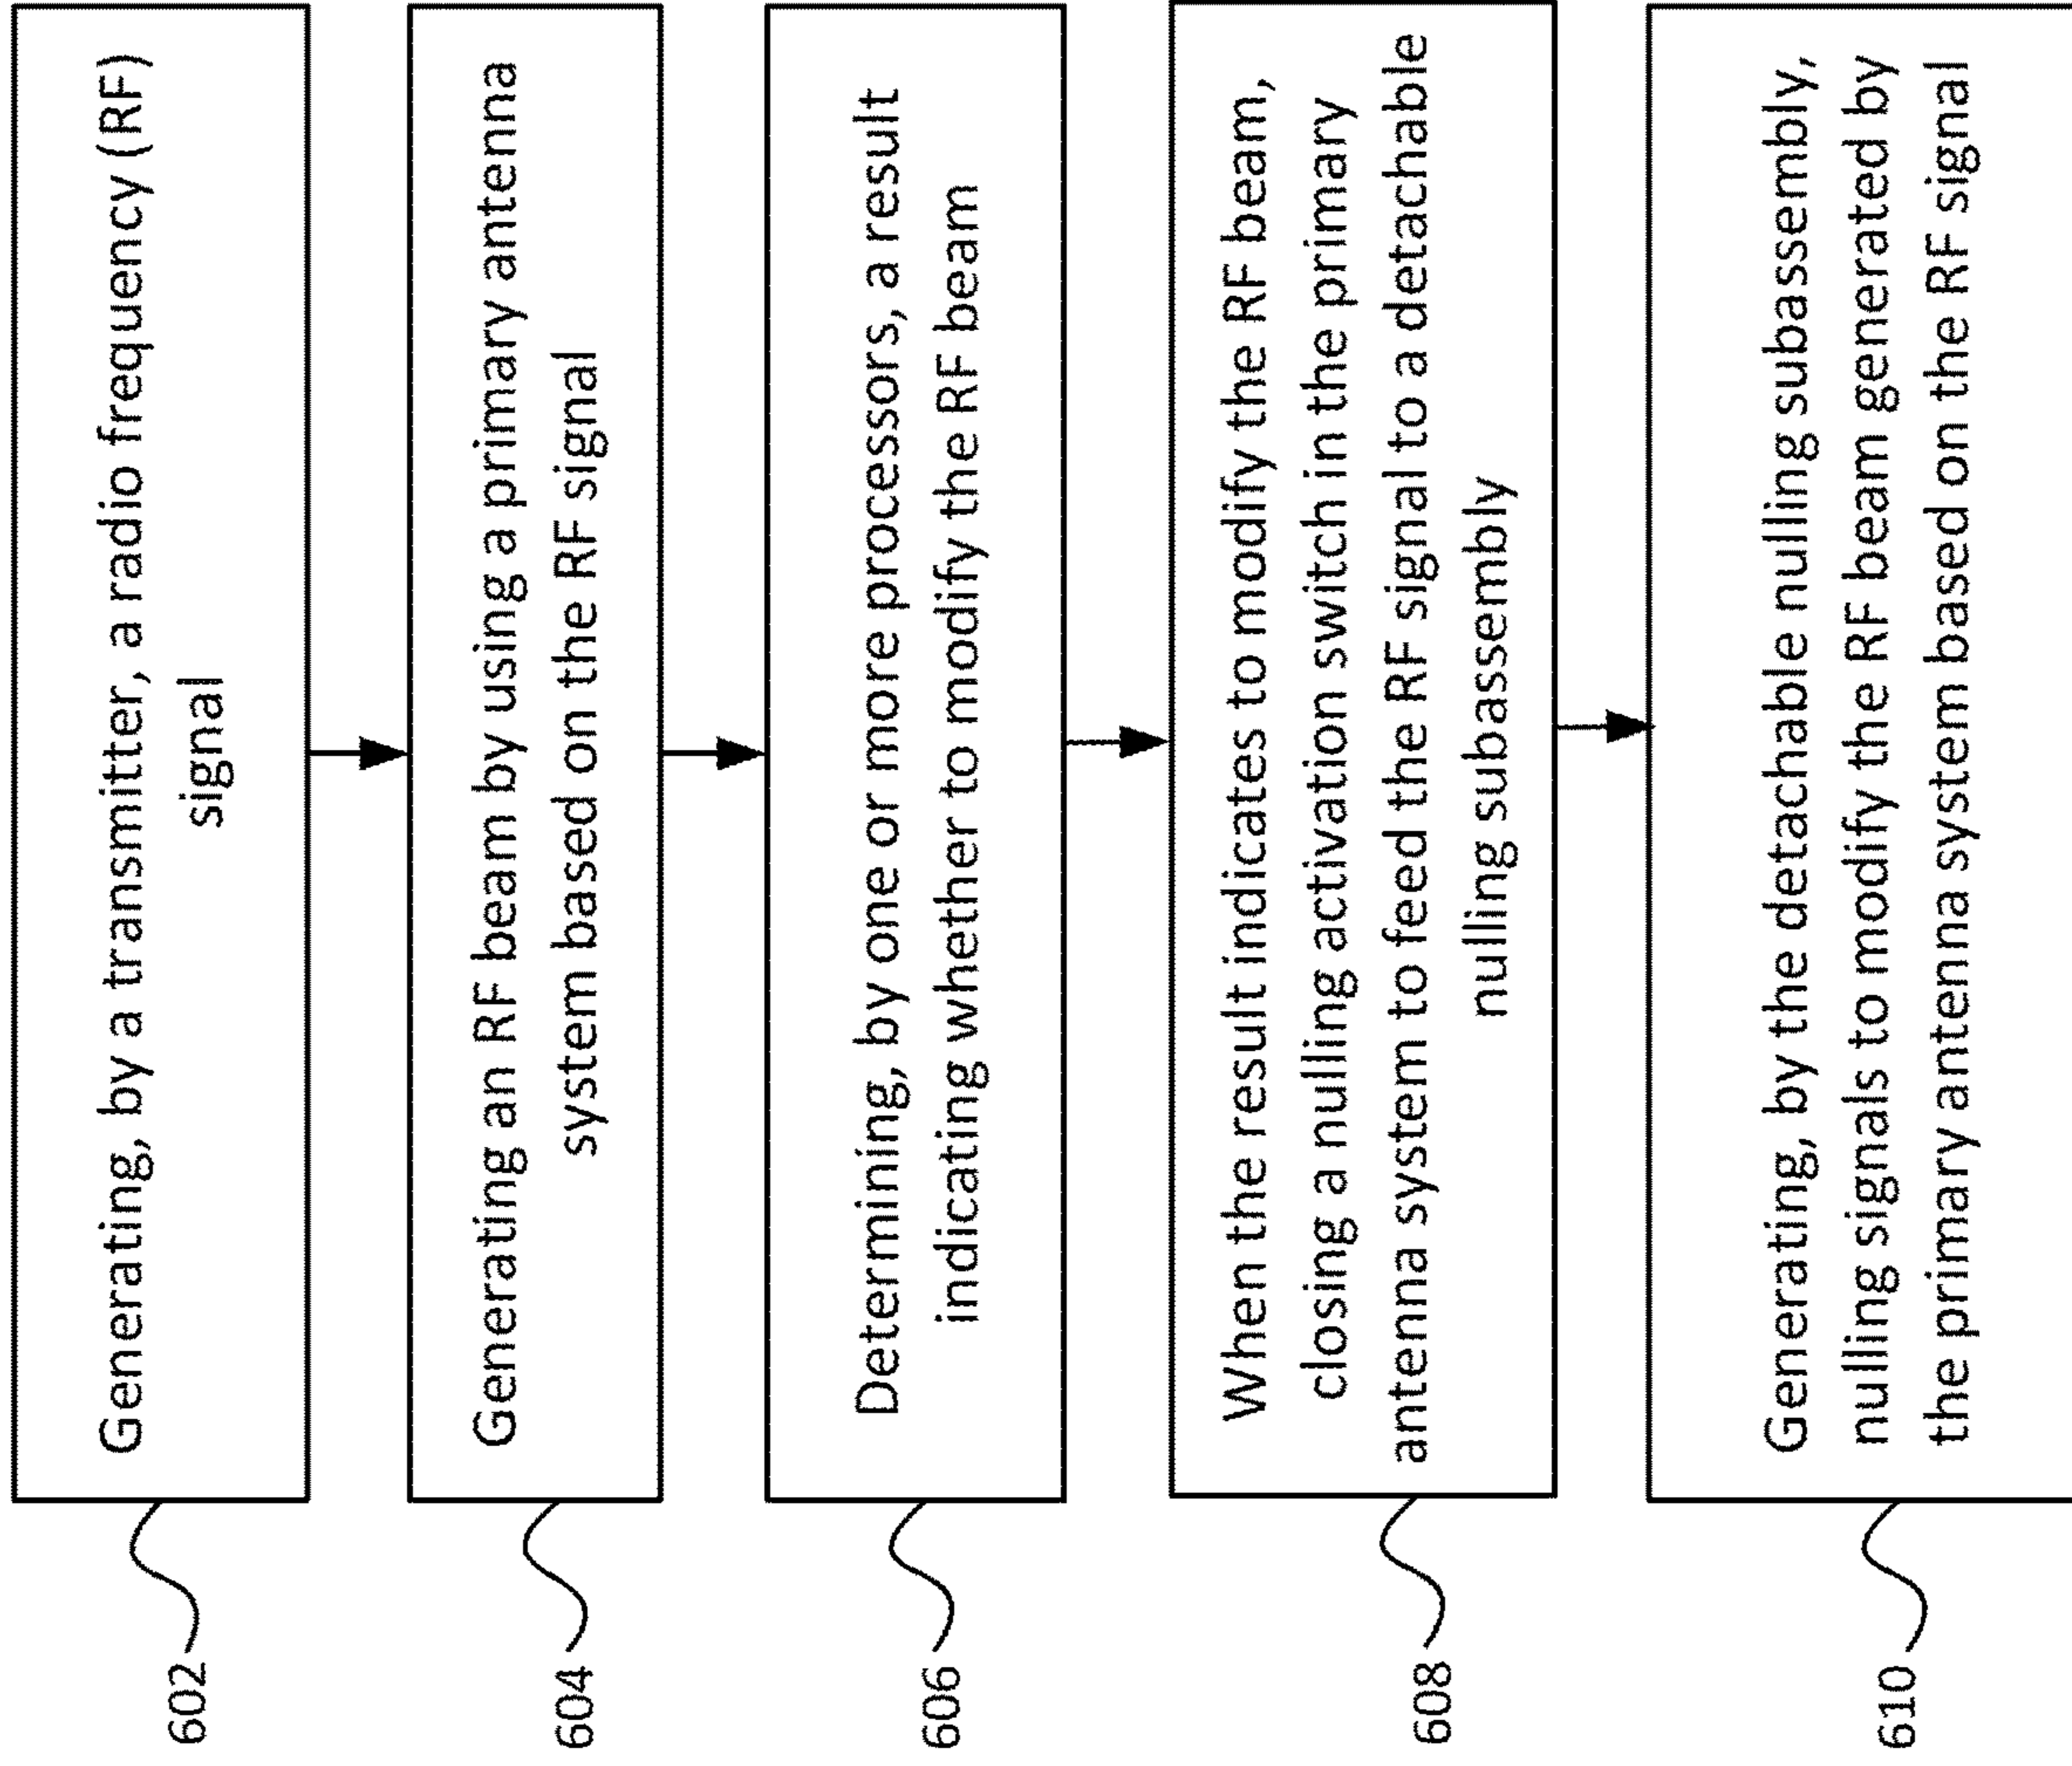 602
Generating, by a transmitter, a radio frequency (RF)
signal
604
Generating an RF beam by using a primary antenna
system based on the RF signal
606
Determining, by one or more processors, a result
indicating whether to modify the RF beam
608
When the result indicates to modify the RF beam,
closing a nulling activation switch in the primary
antenna system to feed the RF signal to a detachable
nulling subassembly
610
Generating, by the detachable nulling subassembly,
nulling signals to modify the RF beam generated by
the primary antenna system based on the RF signal